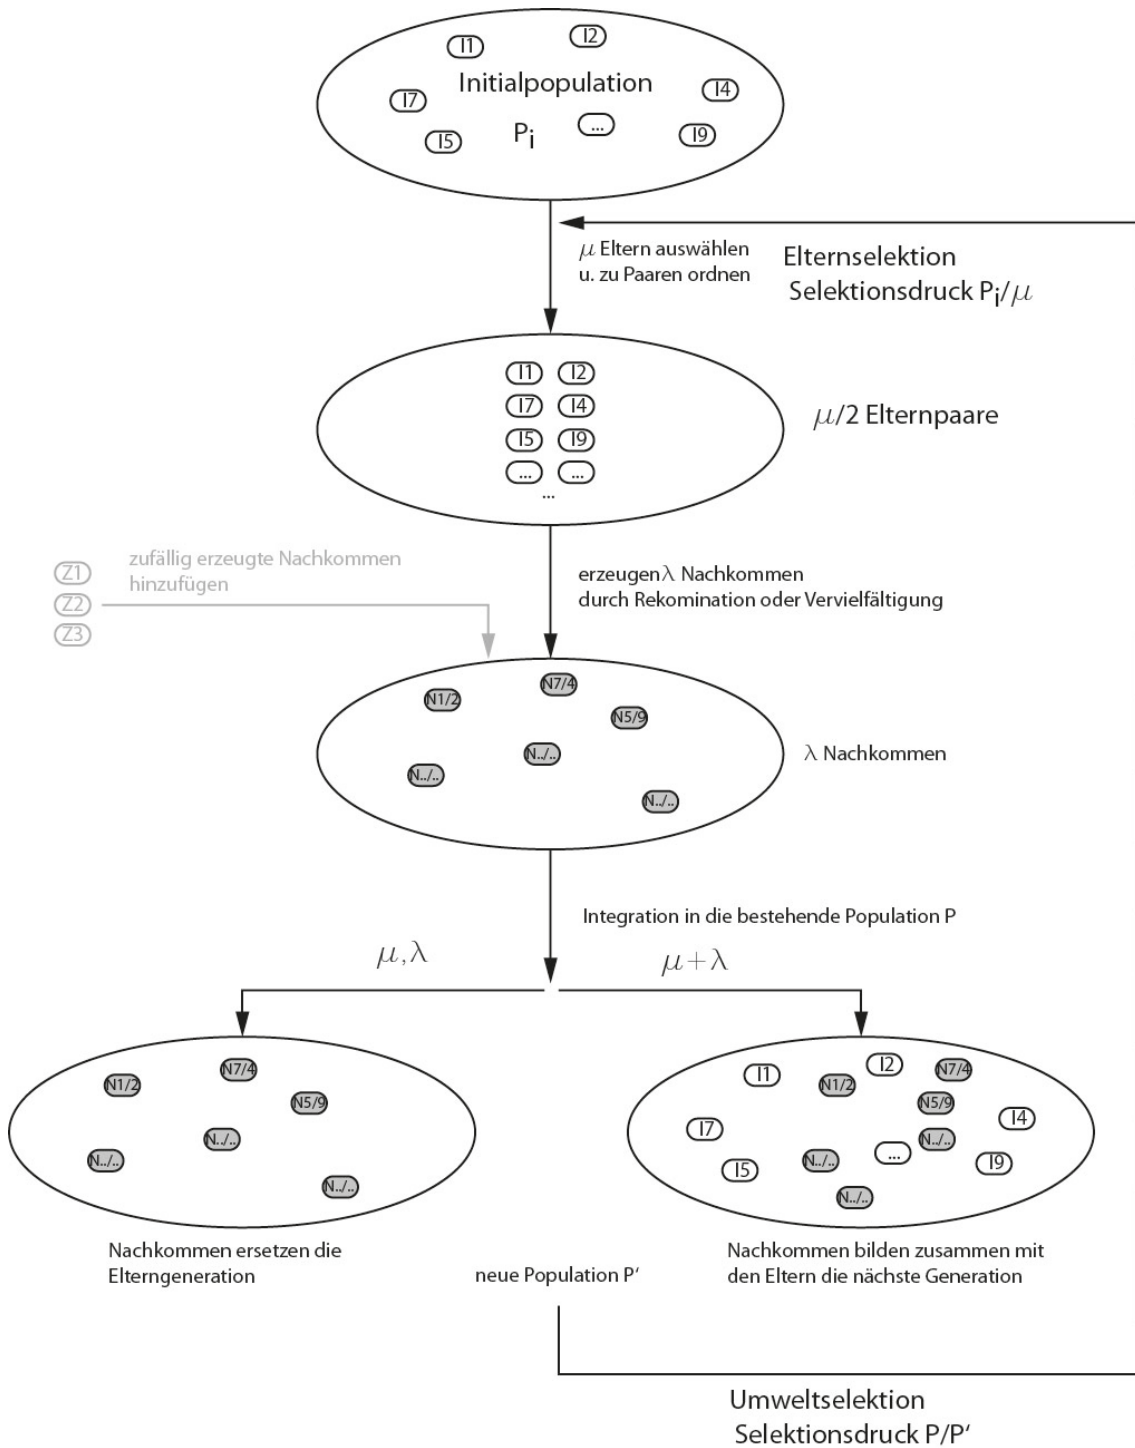 I1
I2
Initialpopulation
I7
I4
Pi
...
I5
I9
μ Eltern auswählen
u. zu Paaren ordnen
Elternselektion
Selektionsdruck Pi/μ
I1 I2
I7 I4
I5 I9
... ...
...
μ/2 Elternpaare
zufällig erzeugte Nachkommen
hinzufügen
Z1
Z2
Z3
erzeugen λ Nachkommen
durch Rekomination oder Vervielfältigung
N7/4
N1/2
N5/9
N../..
N../..
N../..
λ Nachkommen
Integration in die bestehende Population P
μ,λ
μ+λ
N7/4
N1/2
N5/9
N../..
N../..
N../..
I2
N7/4
I1
N1/2
N5/9
I4
I7
N../..
...
N../..
I9
I5
N../..
Nachkommen ersetzen die
Elterngeneration
neue Population P‘
Nachkommen bilden zusammen mit
den Eltern die nächste Generation
Umweltselektion
Selektionsdruck P/P‘